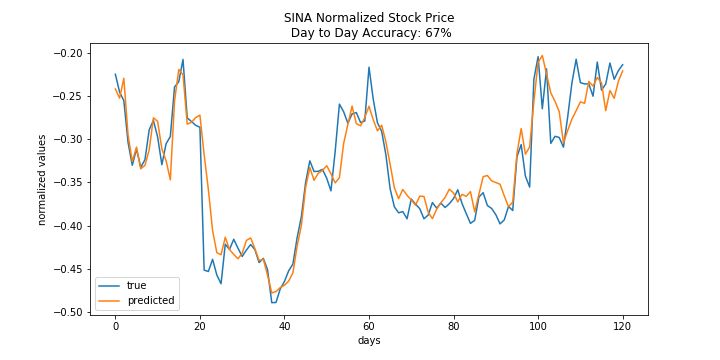 SINA Normalized Stock Price
Day to Day Accuracy: 67%
−0.20
−0.25
−0.30
−0.35
−0.40
−0.45
−0.50
normalized values
true
predicted
0 20 40 60 80 100 120
days